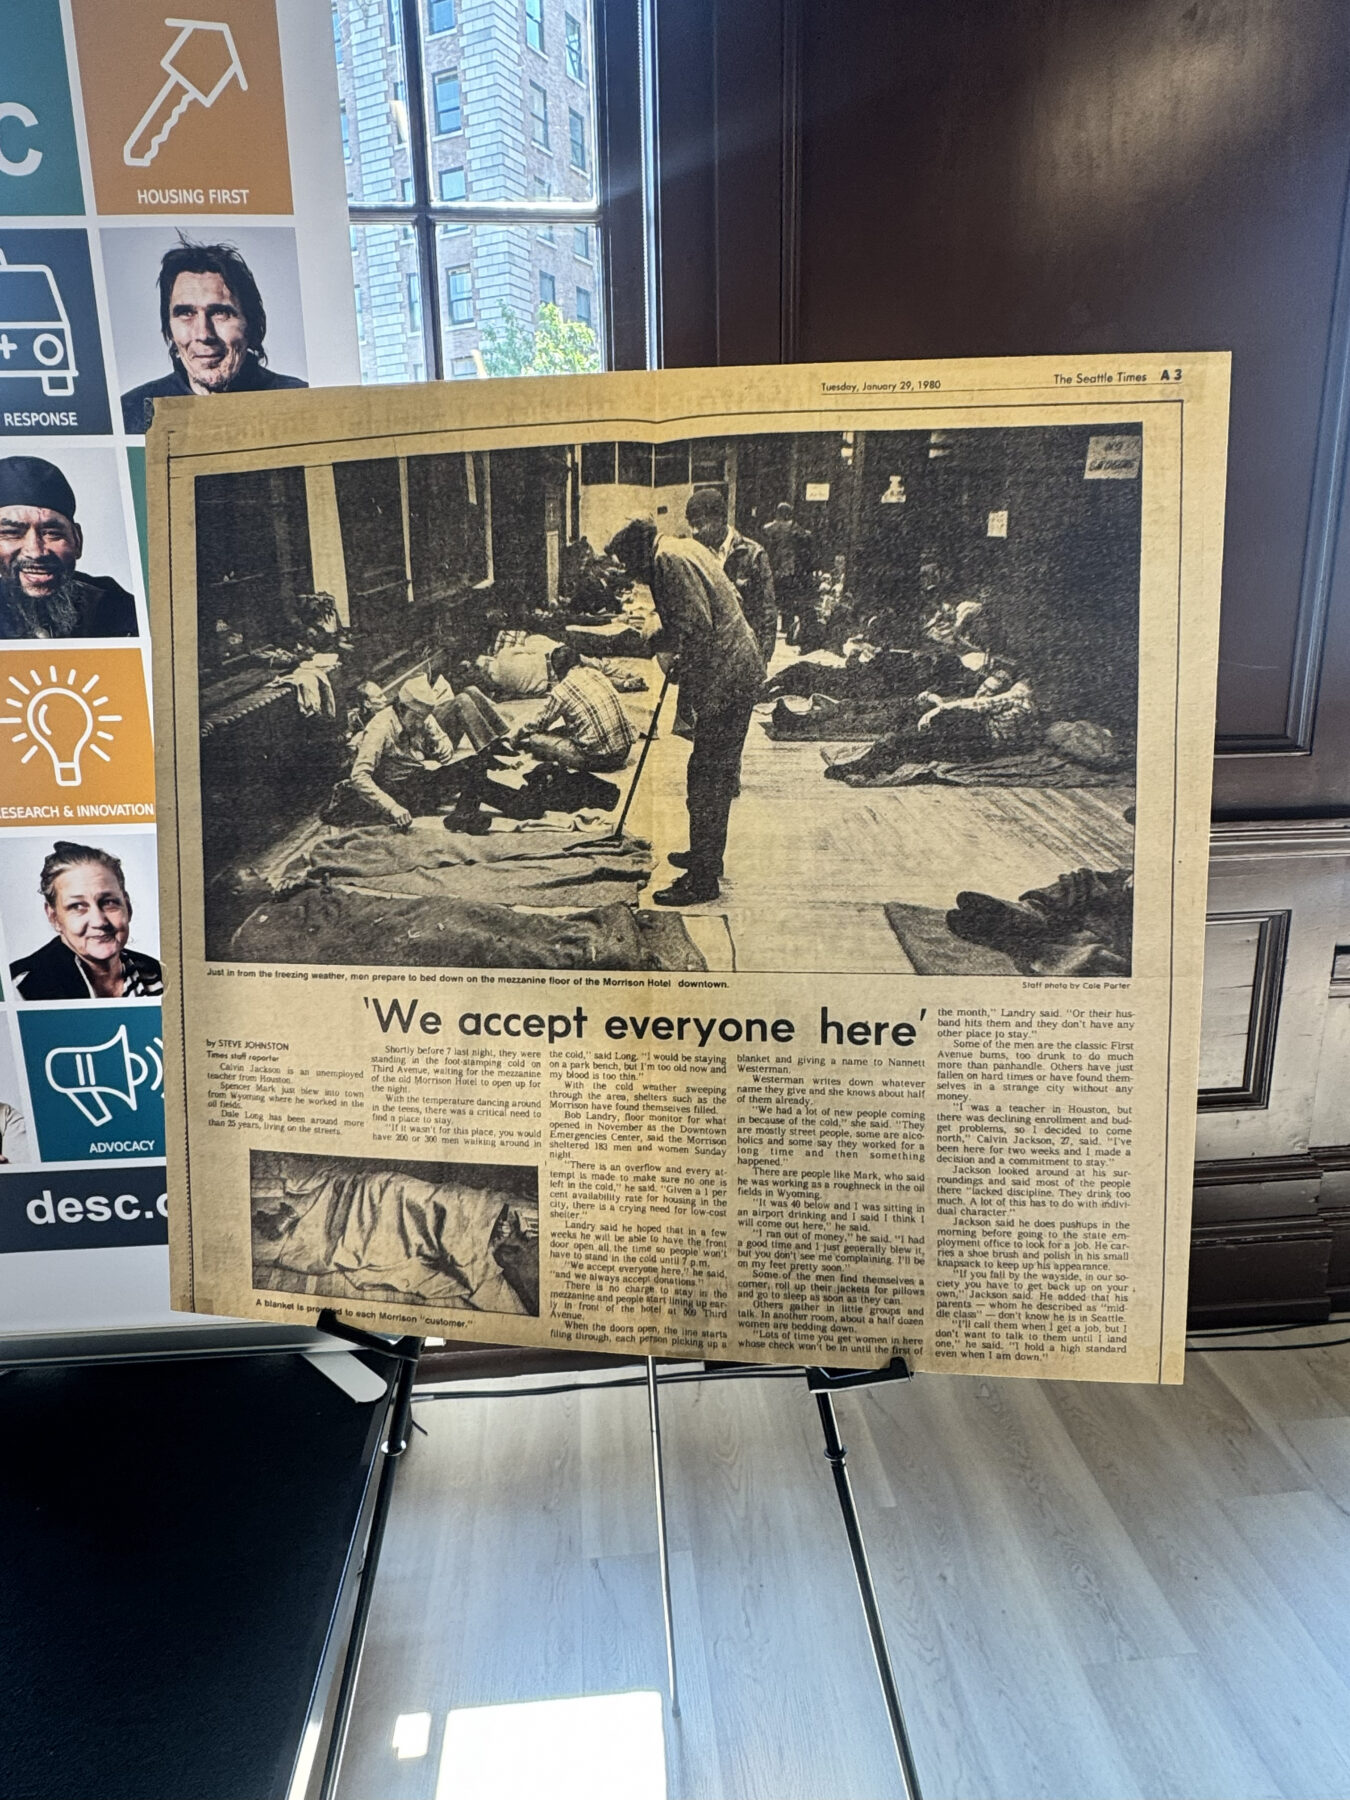 C
HOUSING FIRST
RESPONSE
RESEARCH & INNOVATION
ADVOCACY
desc.
Tuesday, January 29, 1980
The Seattle Times A 3
NO
SMOKING
Just in from the freezing weather, men prepare to bed down on the mezzanine floor of the Morrison Hotel downtown.
Staff photo by Cole Porter
'We accept everyone here'
by STEVE JOHNSTON
Times staff reporter
Calvin Jackson is an unemployed
teacher from Houston.
Spencer Mark just blew into town
from Wyoming where he worked in the
oil fields.
Dale Long has been around more
than 25 years, living on the streets.
Shortly before 7 last night, they were
standing in the foot-stamping cold on
Third Avenue, waiting for the mezzanine
of the old Morrison Hotel to open up for
the night.
With the temperature dancing around
in the teens, there was a critical need to
find a place to stay.
"If it wasn't for this place, you would
have 200 or 300 men walking around in
A blanket is provided to each Morrison "customer."
the cold," said Long. "I would be staying
on a park bench, but I'm too old now and
my blood is too thin."
With the cold weather sweeping
through the area, shelters such as the
Morrison have found themselves filled.
Bob Landry, floor monitor for what
opened in November as the Downtown
Emergencies Center, said the Morrison
sheltered 183 men and women Sunday
night.
"There is an overflow and every at-
tempt is made to make sure no one is
left in the cold," he said. "Given a 1 per
cent availability rate for housing in the
city, there is a crying need for low-cost
shelter."
Landry said he hoped that in a few
weeks he will be able to have the front
door open all the time so people won't
have to stand in the cold until 7 p.m.
"We accept everyone here," he said,
"and we always accept donations."
There is no charge to stay in the
mezzanine and people start lining up ear-
ly in front of the hotel at 509 Third
Avenue.
When the doors open, the line starts
filing through, each person picking up a
blanket and giving a name to Nannett
Westerman.
Westerman writes down whatever
name they give and she knows about half
of them already.
"We had a lot of new people coming
in because of the cold," she said. "They
are mostly street people, some are alco-
holics and some say they worked for a
long time and then something
happened."
There are people like Mark, who said
he was working as a roughneck in the oil
fields in Wyoming.
"It was 40 below and I was sitting in
an airport drinking and I said I think I
will come out here," he said.
"I ran out of money," he said. "I had
a good time and I just generally blew it,
but you don't see me complaining. I'll be
on my feet pretty soon."
Some of the men find themselves a
corner, roll up their jackets for pillows
and go to sleep as soon as they can.
Others gather in little groups and
talk. In another room, about a half dozen
women are bedding down.
"Lots of time you get women in here
whose check won't be in until the first of
the month," Landry said. "Or their hus-
band hits them and they don't have any
other place to stay."
Some of the men are the classic First
Avenue bums, too drunk to do much
more than panhandle. Others have just
fallen on hard times or have found them-
selves in a strange city without any
money.
"I was a teacher in Houston, but
there was declining enrollment and bud-
get problems, so I decided to come
north," Calvin Jackson, 27, said. "I've
been here for two weeks and I made a
decision and a commitment to stay."
Jackson looked around at his sur-
roundings and said most of the people
there "lacked discipline. They drink too
much. A lot of this has to do with indivi-
dual character."
Jackson said he does pushups in the
morning before going to the state em-
ployment office to look for a job. He car-
ries a shoe brush and polish in his small
knapsack to keep up his appearance.
"If you fall by the wayside, in our so-
ciety you have to get back up on your
own," Jackson said. He added that his
parents — whom he described as "mid-
dle class" — don't know he is in Seattle.
"I'll call them when I get a job, but I
don't want to talk to them until I land
one," he said. "I hold a high standard
even when I am down."